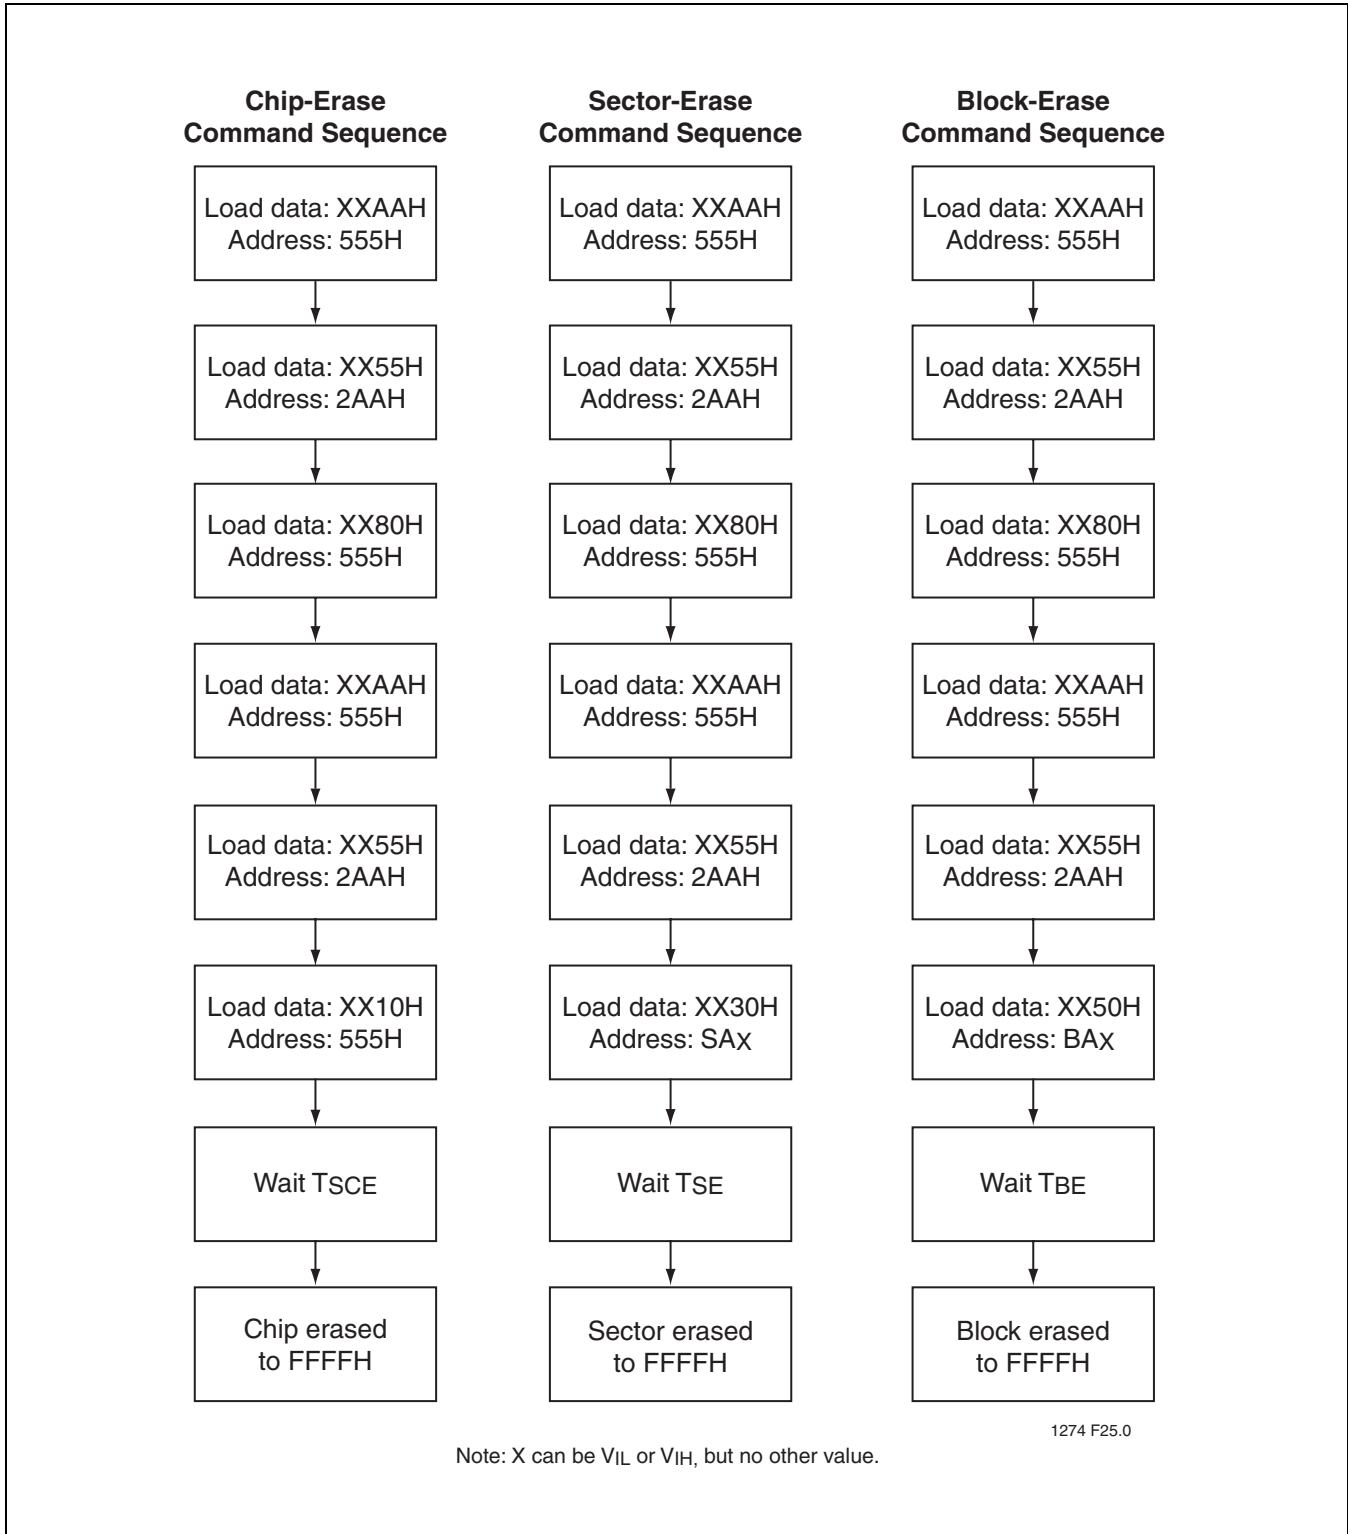 Chip-Erase
Command Sequence
Load data: XXAAH
Address: 555H
Load data: XX55H
Address: 2AAH
Load data: XX80H
Address: 555H
Load data: XXAAH
Address: 555H
Load data: XX55H
Address: 2AAH
Load data: XX10H
Address: 555H
Wait TSCE
Chip erased
to FFFFH
Sector-Erase
Command Sequence
Load data: XXAAH
Address: 555H
Load data: XX55H
Address: 2AAH
Load data: XX80H
Address: 555H
Load data: XXAAH
Address: 555H
Load data: XX55H
Address: 2AAH
Load data: XX30H
Address: SAX
Wait TSE
Sector erased
to FFFFH
Block-Erase
Command Sequence
Load data: XXAAH
Address: 555H
Load data: XX55H
Address: 2AAH
Load data: XX80H
Address: 555H
Load data: XXAAH
Address: 555H
Load data: XX55H
Address: 2AAH
Load data: XX50H
Address: BAX
Wait TBE
Block erased
to FFFFH
1274 F25.0
Note: X can be VIL or VIH, but no other value.